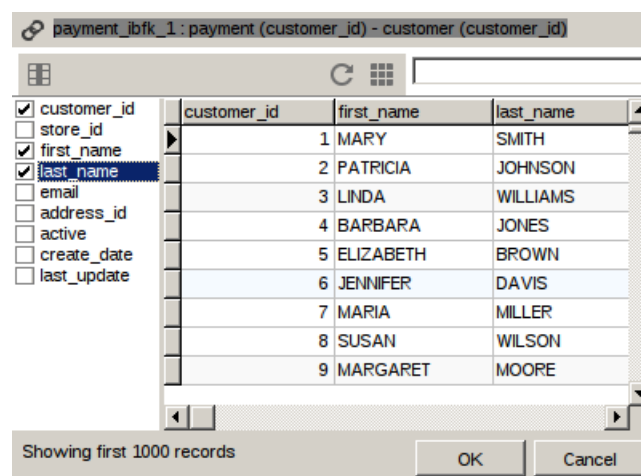 payment_ibfk_1 : payment (customer_id) - customer (customer_id)
customer_id
store_id
first_name
last_name
email
address_id
active
create_date
last_update
customer_id first_name last_name
1 MARY SMITH
2 PATRICIA JOHNSON
3 LINDA WILLIAMS
4 BARBARA JONES
5 ELIZABETH BROWN
6 JENNIFER DAVIS
7 MARIA MILLER
8 SUSAN WILSON
9 MARGARET MOORE
Showing first 1000 records
OK Cancel